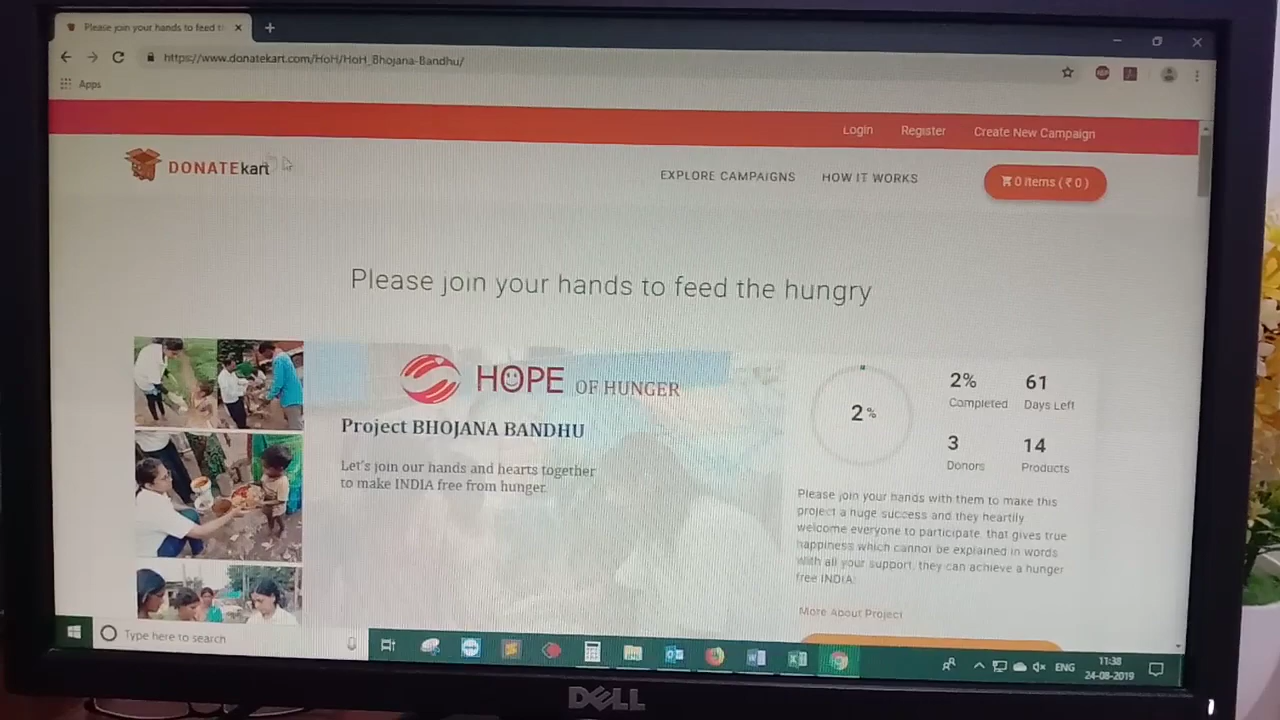 Please join your hands to feed t
https://www.donatekart.com/HoH/HoH_Bhojana-Bandhu/
Apps
Login Register Create New Campaign
DONATEkart
EXPLORE CAMPAIGNS HOW IT WORKS
0 items ( ₹ 0 )
Please join your hands to feed the hungry
HOPE OF HUNGER
Project BHOJANA BANDHU
Let's join our hands and hearts together
to make INDIA free from hunger.
2 %
2% 61
Completed Days Left
3 14
Donors Products
Please join your hands with them to make this
project a huge success and they heartily
welcome everyone to participate, that gives true
happiness which cannot be explained in words
With all your support, they can achieve a hunger
free INDIA.
More About Project
Type here to search
ENG
11:38
24-08-2019
DELL